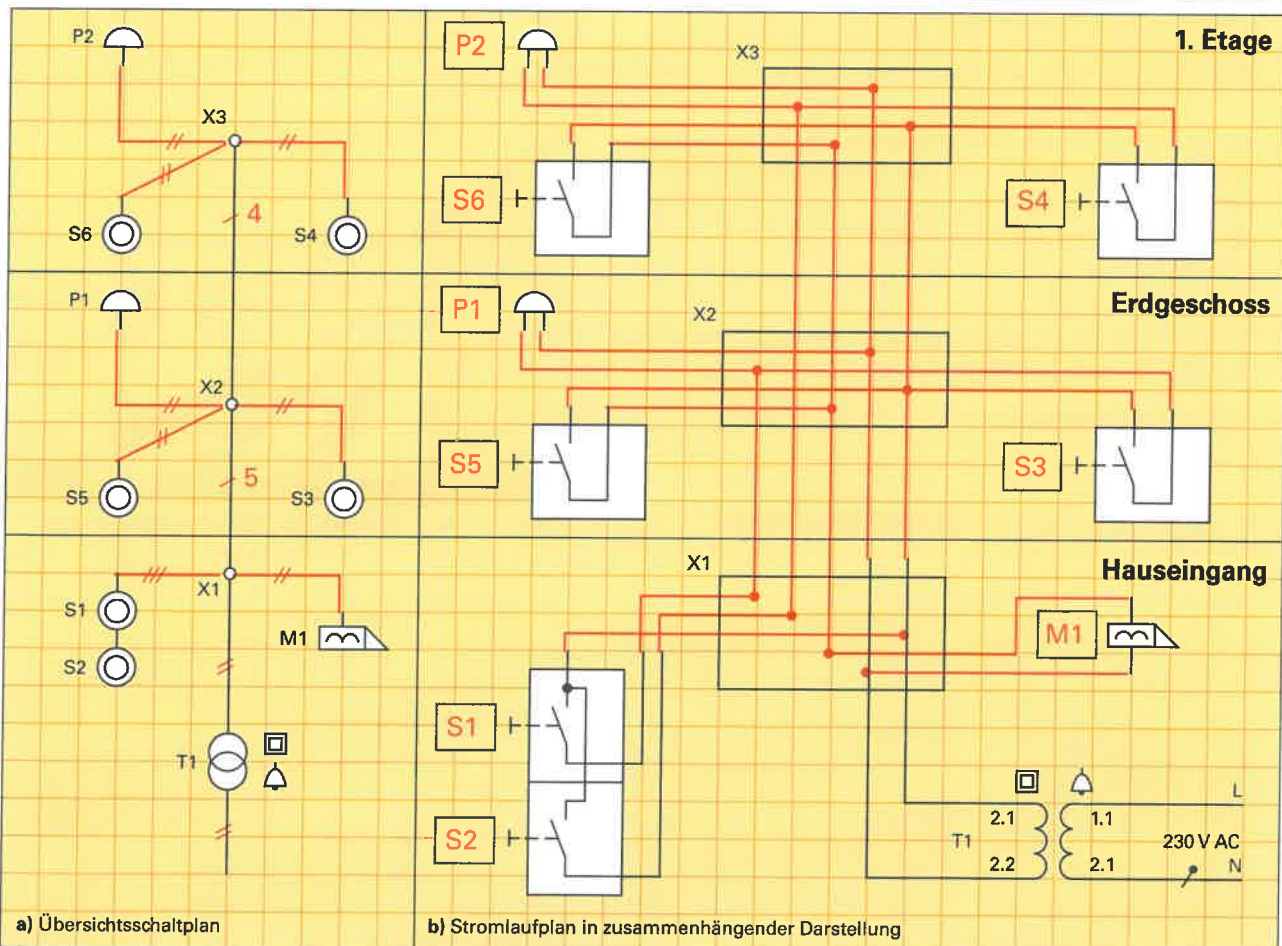 P2
X3
4
S6
S4
P1
X2
5
S5
S3
S1
X1
S2
M1
T1
a) Übersichtsschaltplan
1. Etage
P2
X3
S6
S4
Erdgeschoss
P1
X2
S5
S3
Hauseingang
X1
M1
S1
S2
2.1
1.1
L
T1
230 V AC
2.2
2.1
N
b) Stromlaufplan in zusammenhängender Darstellung